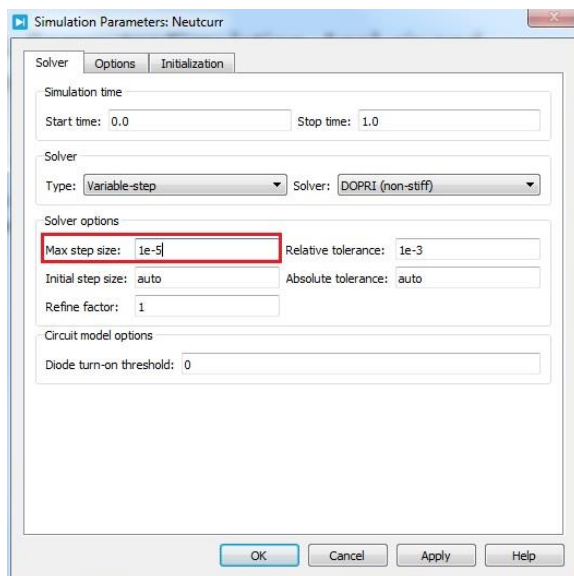 Simulation Parameters: Neutcurr
Solver Options Initialization
Simulation time
Start time: 0.0 Stop time: 1.0
Solver
Type: Variable-step Solver: DOPRI (non-stiff)
Solver options
Max step size: 1e-5 Relative tolerance: 1e-3
Initial step size: auto Absolute tolerance: auto
Refine factor: 1
Circuit model options
Diode turn-on threshold: 0
OK Cancel Apply Help